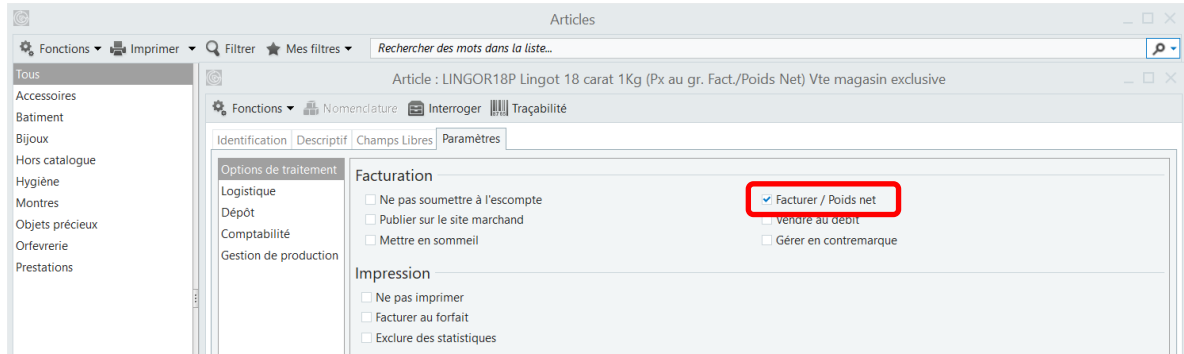 Articles
Fonctions Imprimer Filtrer Mes filtres Rechercher des mots dans la liste...
Tous
Accessoires
Batiment
Bijoux
Hors catalogue
Hygiène
Montres
Objets précieux
Orfevrerie
Prestations
Article : LINGOR18P Lingot 18 carat 1Kg (Px au gr. Fact./Poids Net) Vte magasin exclusive
Fonctions Nomenclature Interroger Traçabilité
Identification Descriptif Champs Libres Paramètres
Options de traitement
Logistique
Dépôt
Comptabilité
Gestion de production
Facturation
Ne pas soumettre à l'escompte Facturer / Poids net
Publier sur le site marchand Vendre au débit
Mettre en sommeil Gérer en contremarque
Impression
Ne pas imprimer
Facturer au forfait
Exclure des statistiques